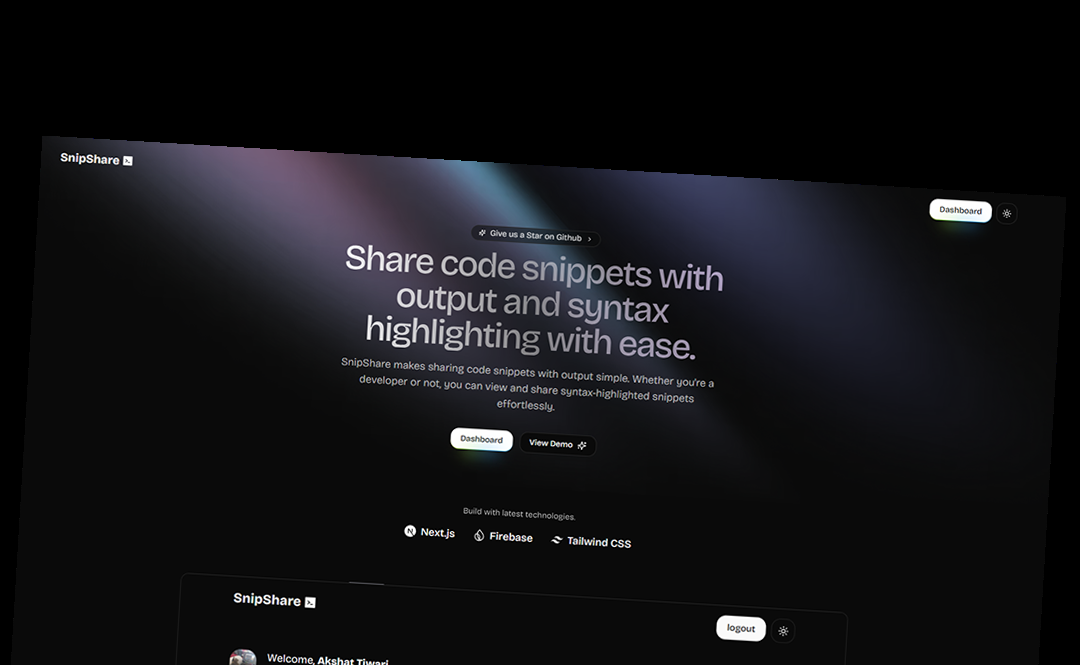 SnipShare
Dashboard
Give us a Star on Github
Share code snippets with
output and syntax
highlighting with ease.
SnipShare makes sharing code snippets with output simple. Whether you're a
developer or not, you can view and share syntax-highlighted snippets
effortlessly.
Dashboard View Demo
Build with latest technologies.
Next.js Firebase Tailwind CSS
SnipShare
logout
Welcome, Akshat Tiwari